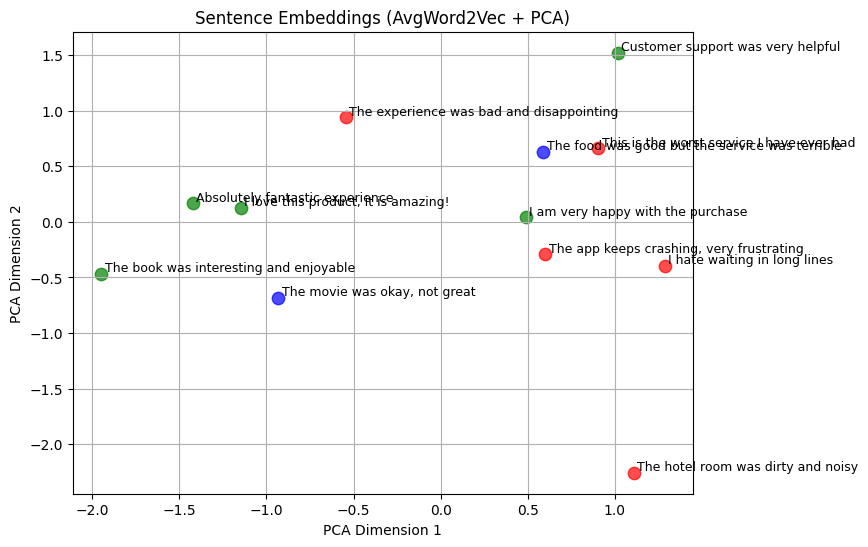 Sentence Embeddings (AvgWord2Vec + PCA)
1.5
1.0
0.5
0.0
−0.5
−1.0
−1.5
−2.0
PCA Dimension 2
Customer support was very helpful
The experience was bad and disappointing
This is the worst service I have ever had
The food was good but the service was terrible
Absolutely fantastic experience
I love this product, it is amazing!
I am very happy with the purchase
The app keeps crashing, very frustrating
I hate waiting in long lines
The book was interesting and enjoyable
The movie was okay, not great
The hotel room was dirty and noisy
−2.0 −1.5 −1.0 −0.5 0.0 0.5 1.0
PCA Dimension 1